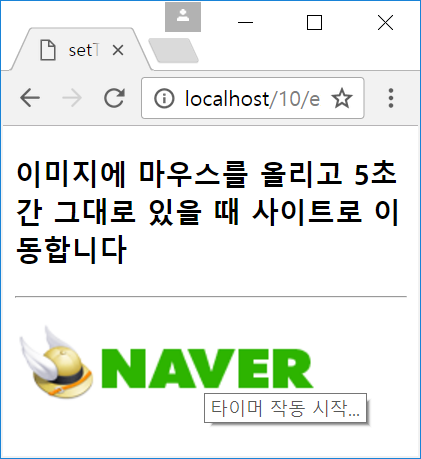 setT
localhost/10/e
이미지에 마우스를 올리고 5초
간 그대로 있을 때 사이트로 이
동합니다
NAVER
타이머 작동 시작...